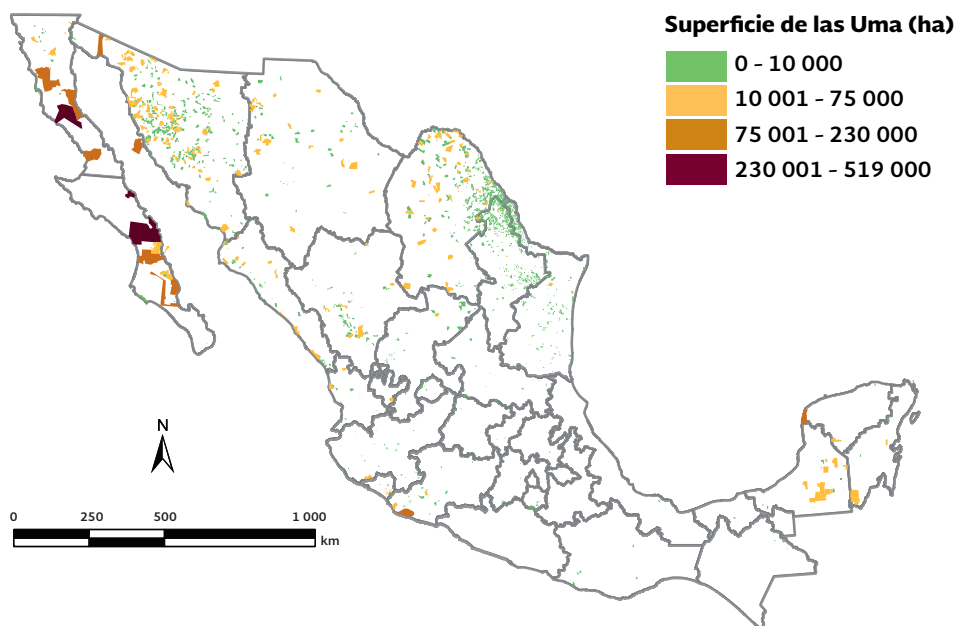 Superficie de las Uma (ha)
0 - 10 000
10 001 - 75 000
75 001 - 230 000
230 001 - 519 000
N
0 250 500 1 000
km